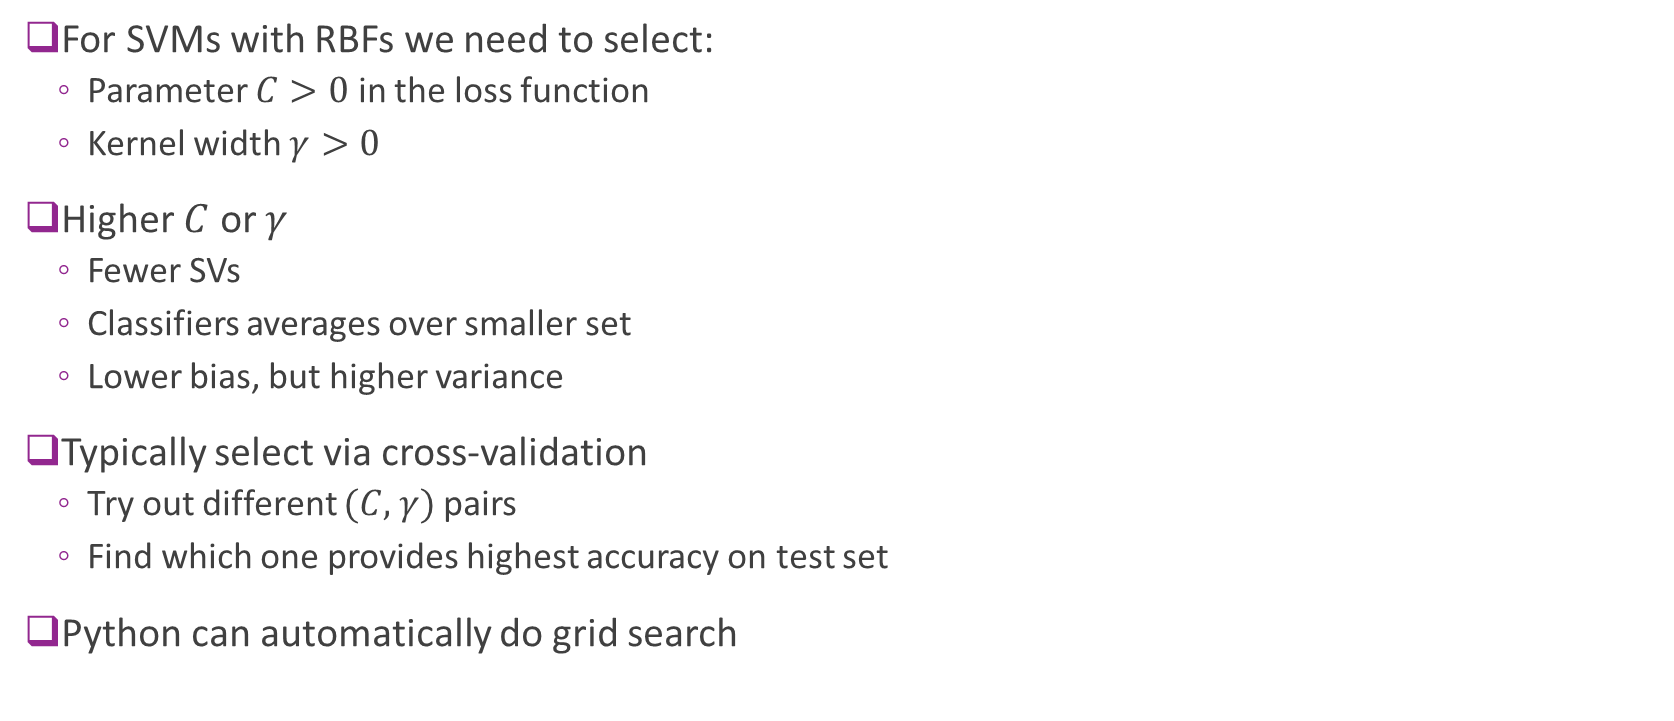 ❑For SVMs with RBFs we need to select:
◦ Parameter 𝐶 > 0 in the loss function
◦ Kernel width 𝛾 > 0
❑Higher 𝐶 or 𝛾
◦ Fewer SVs
◦ Classifiers averages over smaller set
◦ Lower bias, but higher variance
❑Typically select via cross-validation
◦ Try out different (𝐶, 𝛾) pairs
◦ Find which one provides highest accuracy on test set
❑Python can automatically do grid search